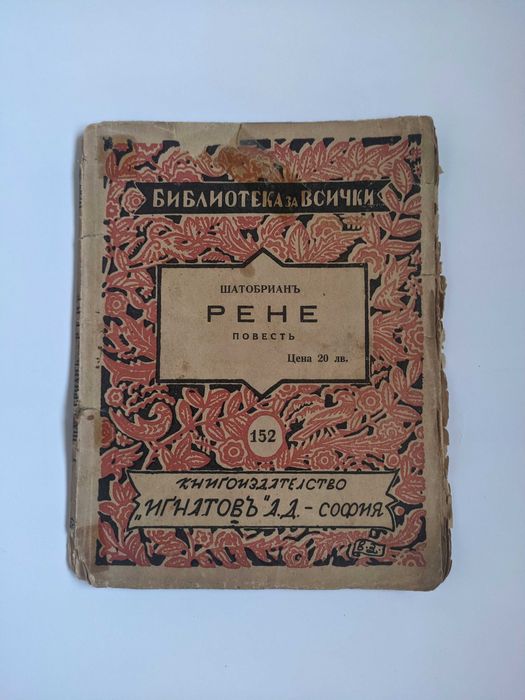 БИБЛИОТЕКА ЗА ВСИЧКИ
ШАТОБРИАНЪ
РЕНЕ
ПОВЕСТЬ
Цена 20 лв.
152
КНИГОИЗДАТЕЛСТВО
„ИГНАТОВЪ" А.Д. – СОФИЯ